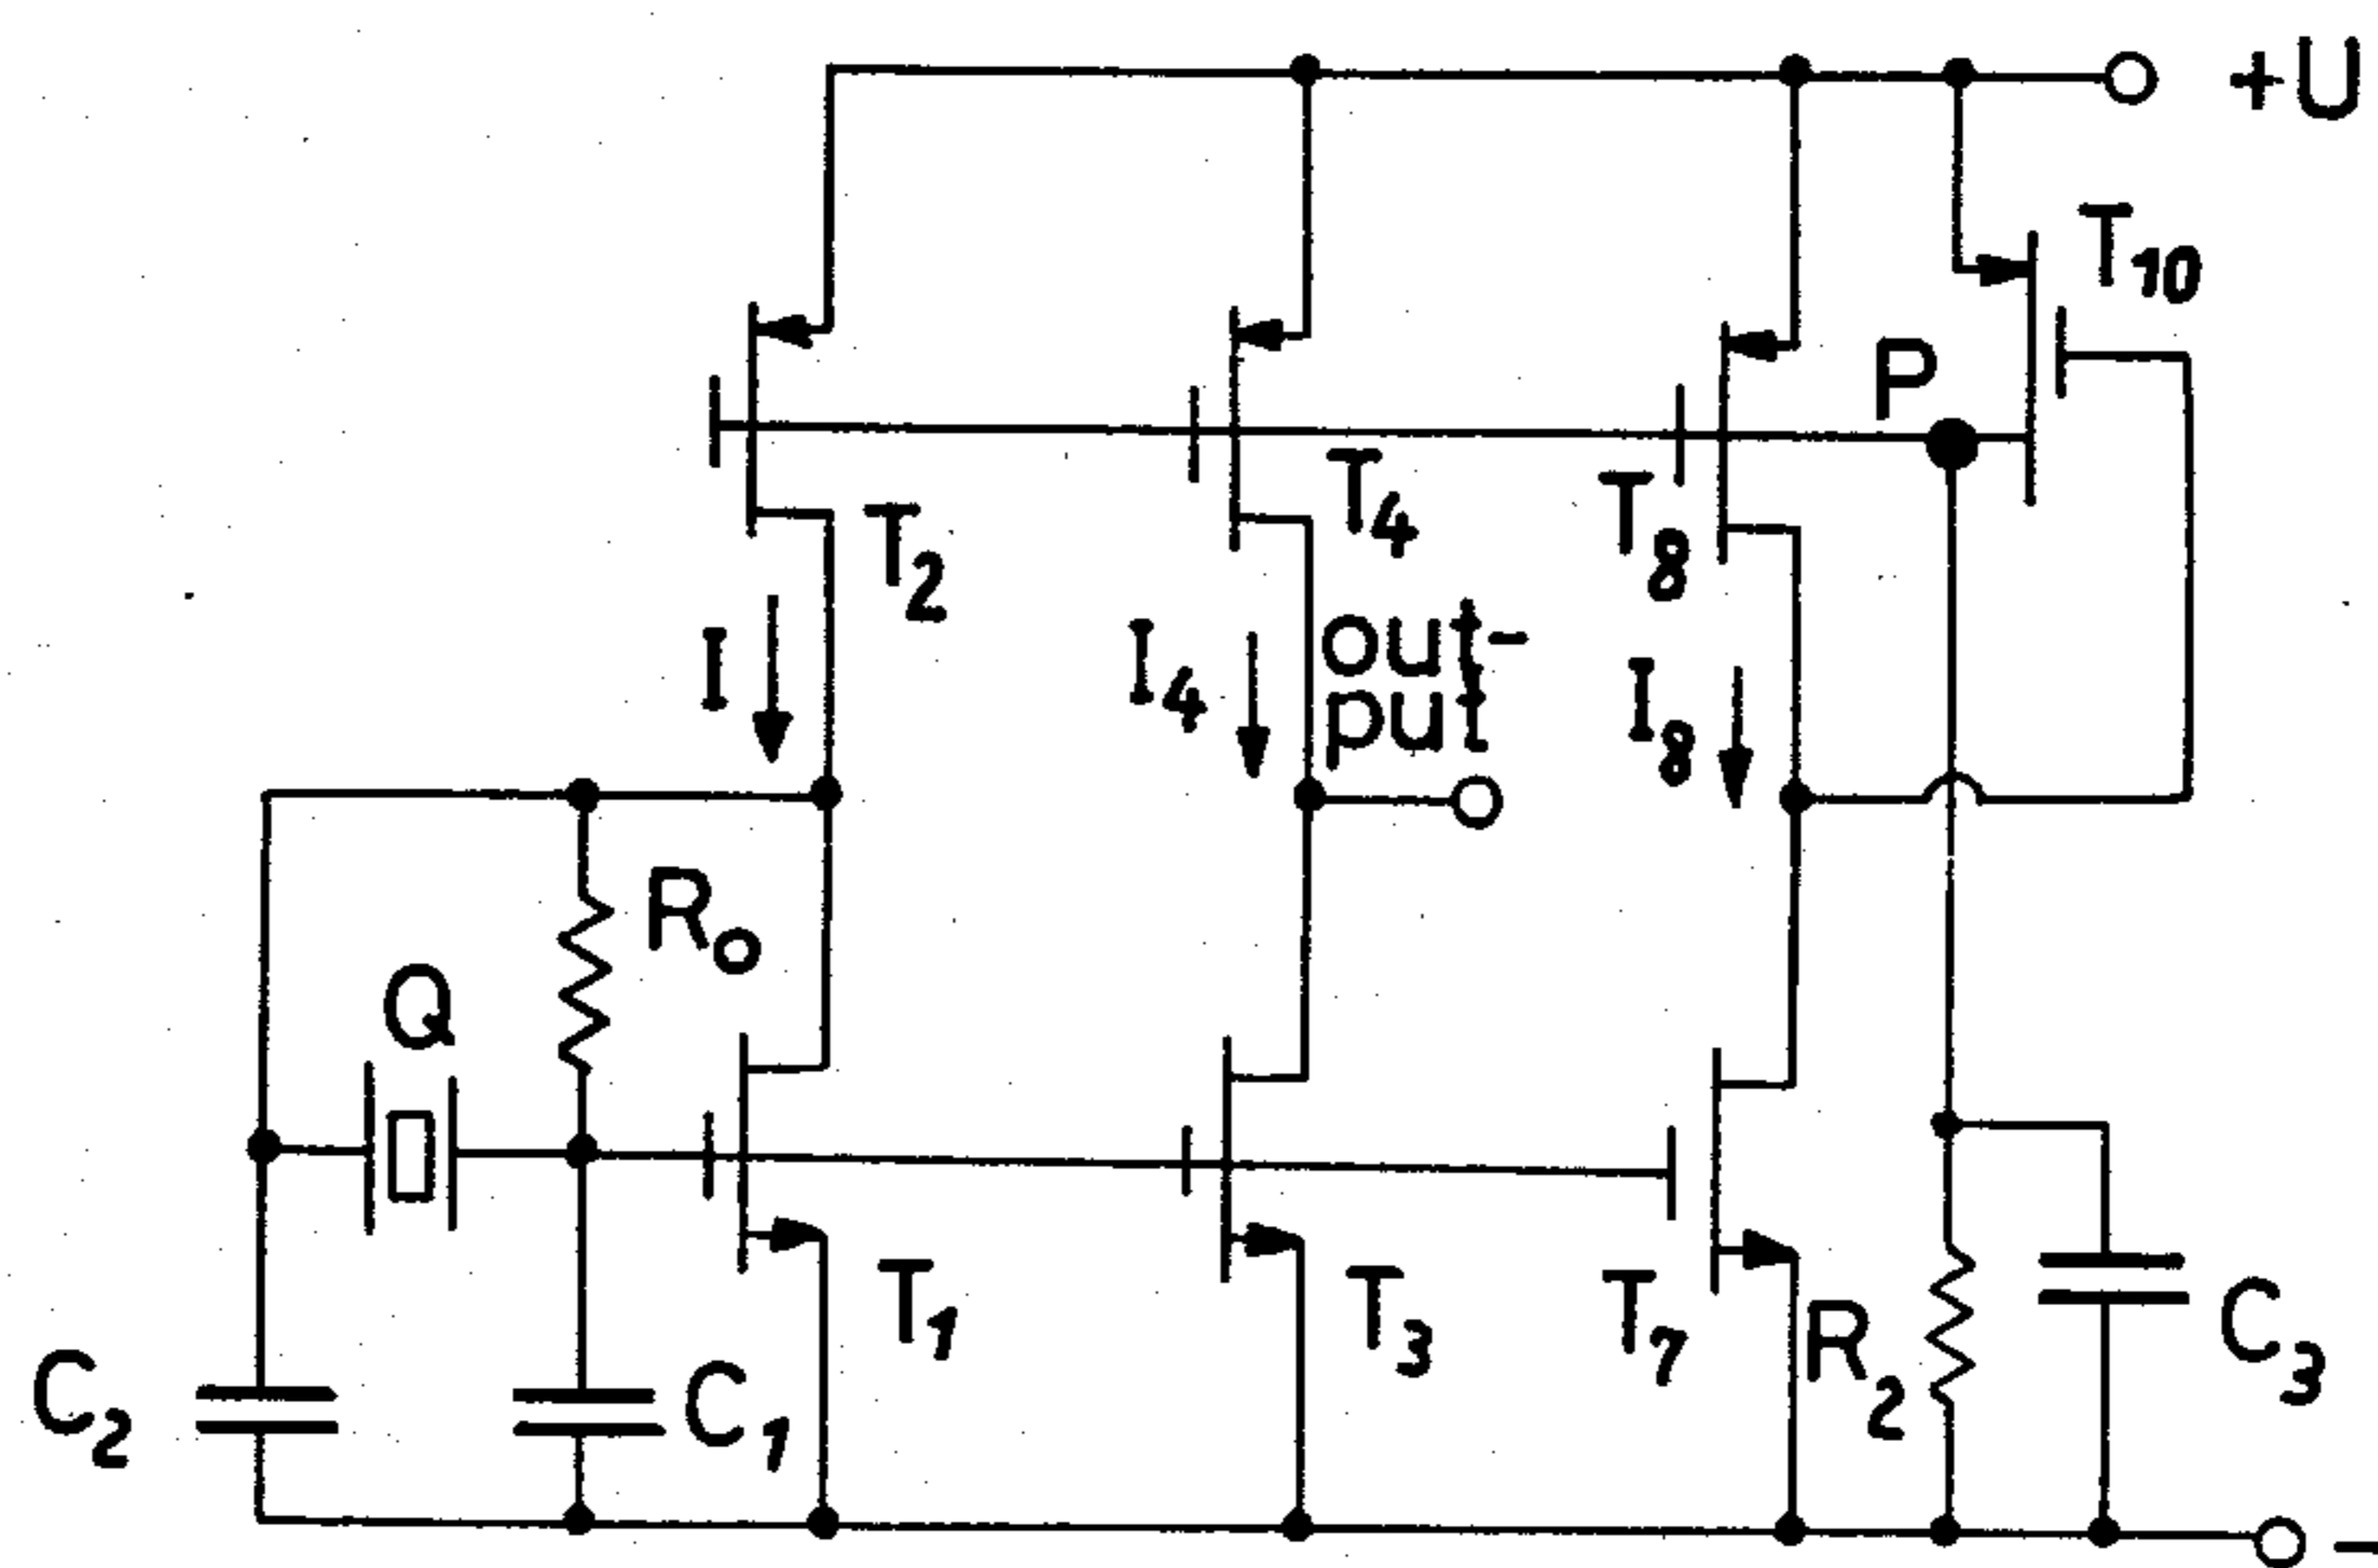 +U
T10
P
T2
T4
T8
I
I4
out-
put
I8
R0
Q
T1
T3
T7
R2
C3
C2
C1
-